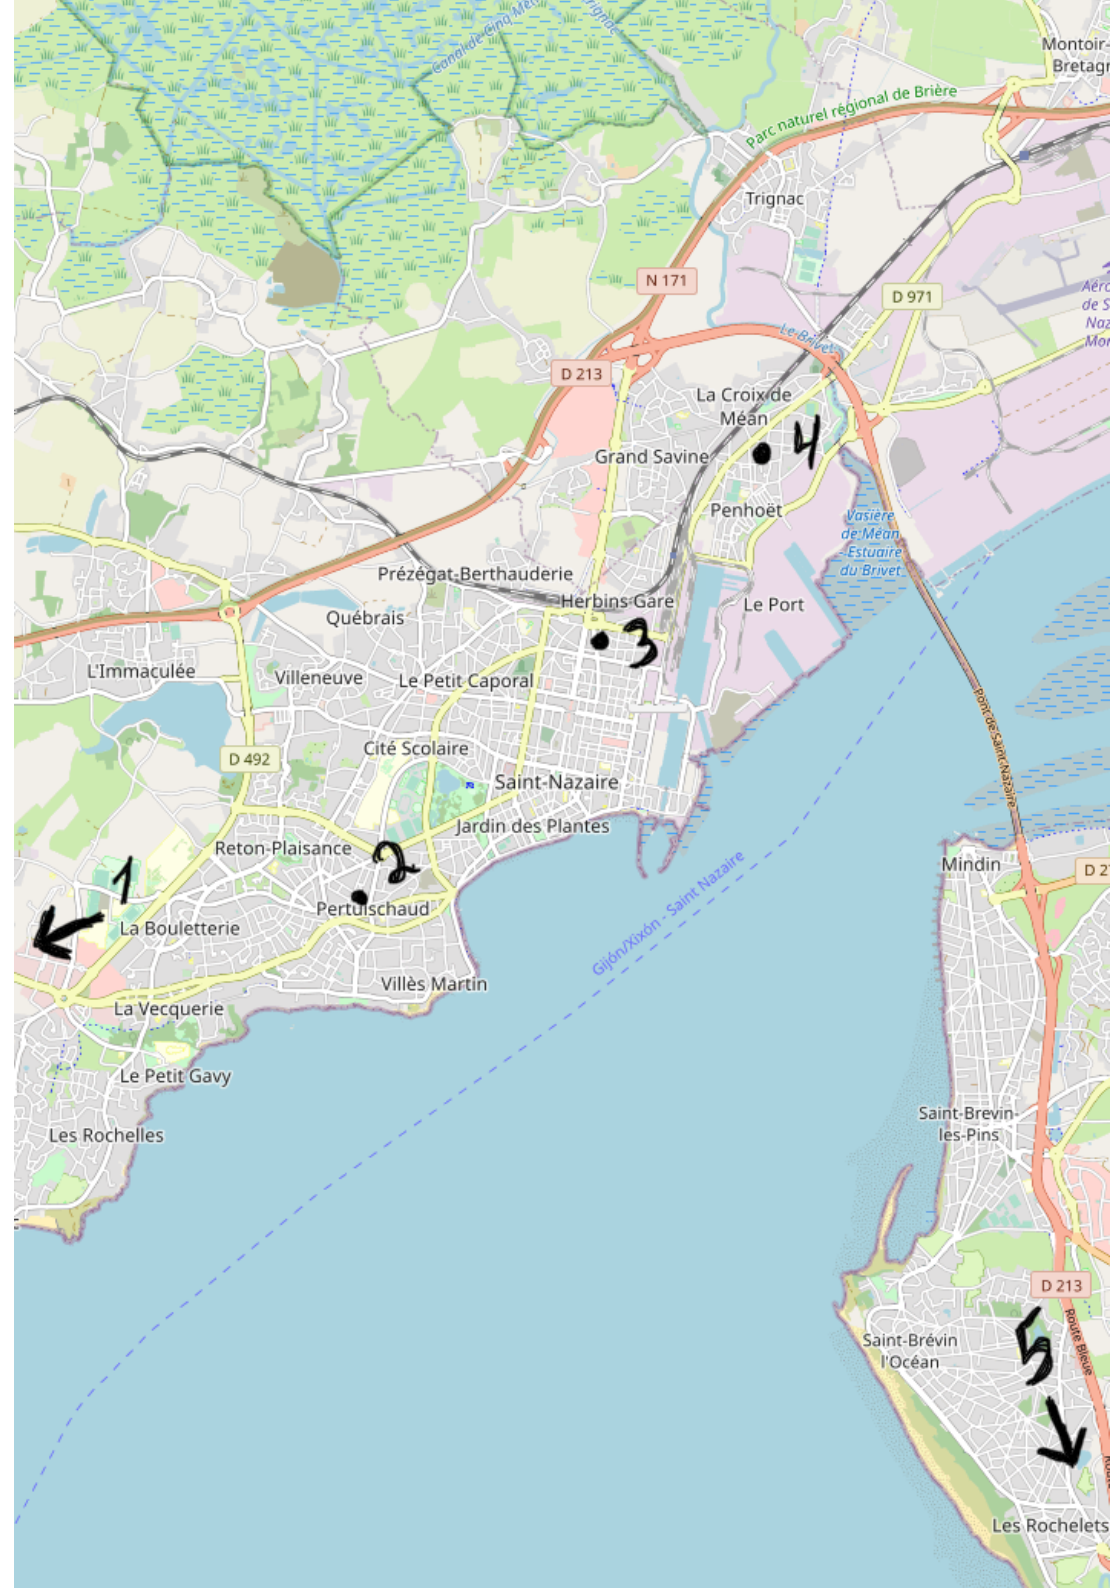 Canal de Cinq Mè
Trignac
Montoir-
Bretagn
Parc naturel régional de Brière
Trignac
N 171
D 971
Aéro
de S
Naz
Mor
Le Brivet
D 213
La Croix de
Méan
4
Grand Savine
Penhoët
Vasière
de Méan
- Estuaire
du Brivet
Prézégat-Berthauderie
Herbins Gare
Le Port
Québrais
3
L'Immaculée
Villeneuve
Le Petit Caporal
Pont de Saint-Nazaire
Cité Scolaire
D 492
Saint-Nazaire
Jardin des Plantes
Reton-Plaisance
2
1
Mindin
D 2
Pertuischaud
La Bouletterie
Gijón/Xixón - Saint Nazaire
Villès Martin
La Vecquerie
Le Petit Gavy
Les Rochelles
Saint-Brevin-
les-Pins
D 213
Route Bleue
Saint-Brévin
l'Océan
5
Les Rochelets